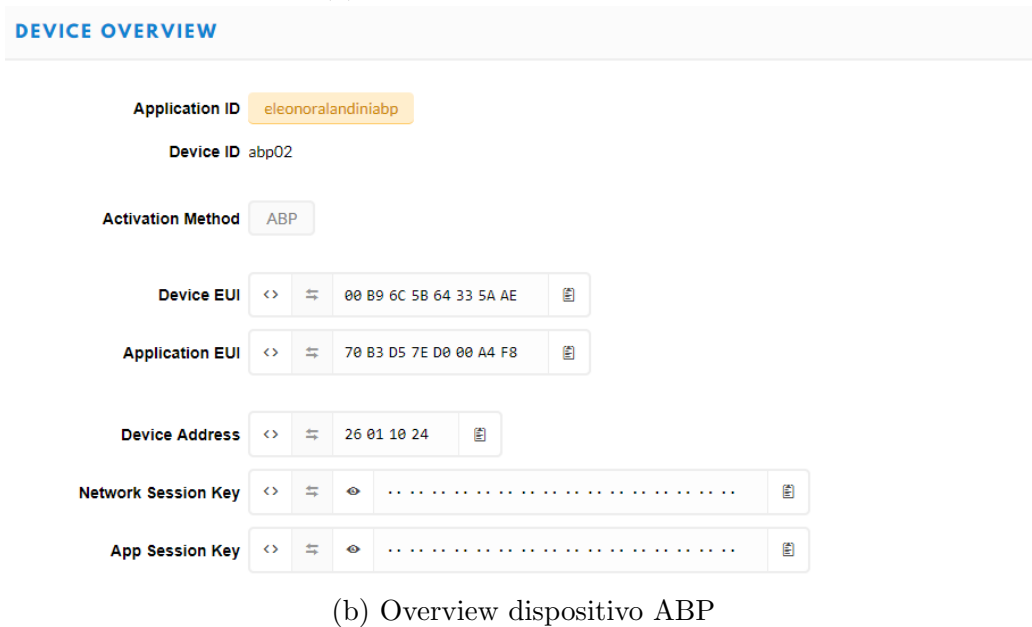 DEVICE OVERVIEW
Application ID eleonoralandiniabp
Device ID abp02
Activation Method ABP
Device EUI <> 00 B9 6C 5B 64 33 5A AE
Application EUI <> 70 B3 D5 7E D0 00 A4 F8
Device Address <> 26 01 10 24
Network Session Key <> .. .. .. .. .. .. .. .. .. .. .. .. .. .. .. ..
App Session Key <> .. .. .. .. .. .. .. .. .. .. .. .. .. .. .. ..
(b) Overview dispositivo ABP